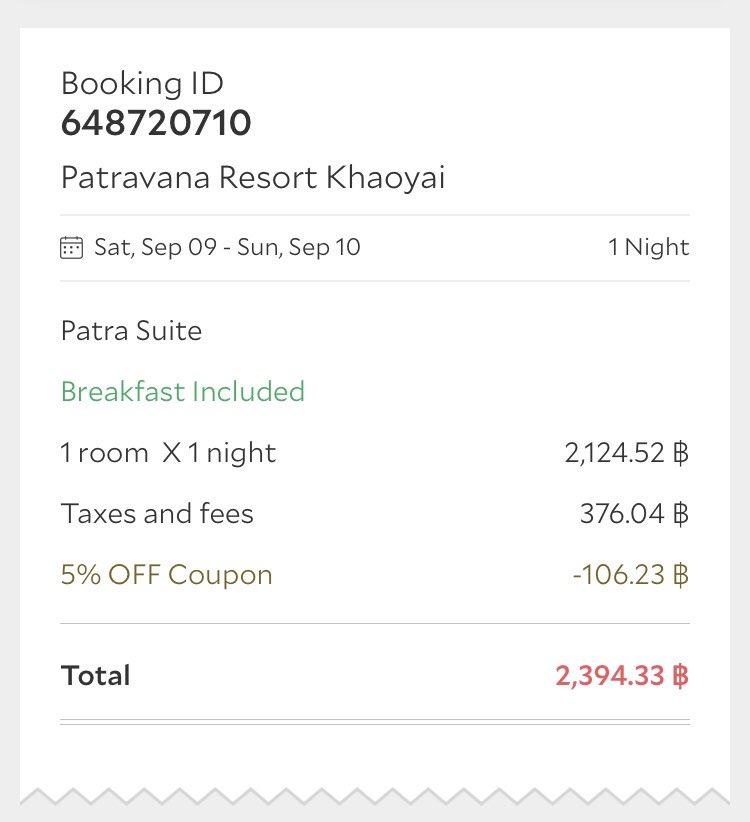 Booking ID
648720710
Patravana Resort Khaoyai
Sat, Sep 09 - Sun, Sep 10 1 Night
Patra Suite
Breakfast Included
1 room X 1 night 2,124.52 ฿
Taxes and fees 376.04 ฿
5% OFF Coupon -106.23 ฿
Total 2,394.33 ฿